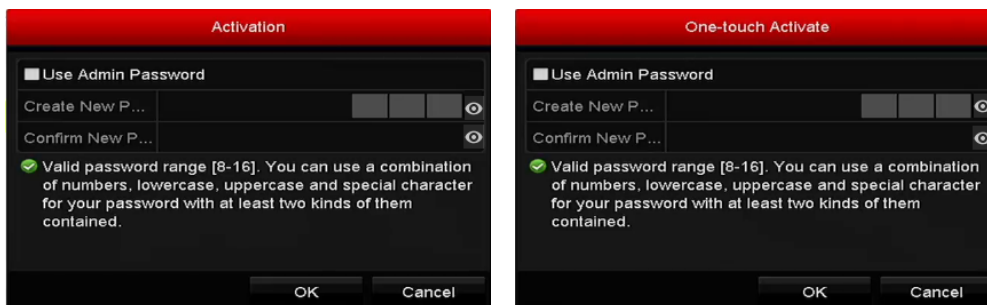 Activation
Use Admin Password
Create New P...
Confirm New P...
Valid password range [8-16]. You can use a combination
of numbers, lowercase, uppercase and special character
for your password with at least two kinds of them
contained.
OK Cancel
One-touch Activate
Use Admin Password
Create New P...
Confirm New P...
Valid password range [8-16]. You can use a combination
of numbers, lowercase, uppercase and special character
for your password with at least two kinds of them
contained.
OK Cancel